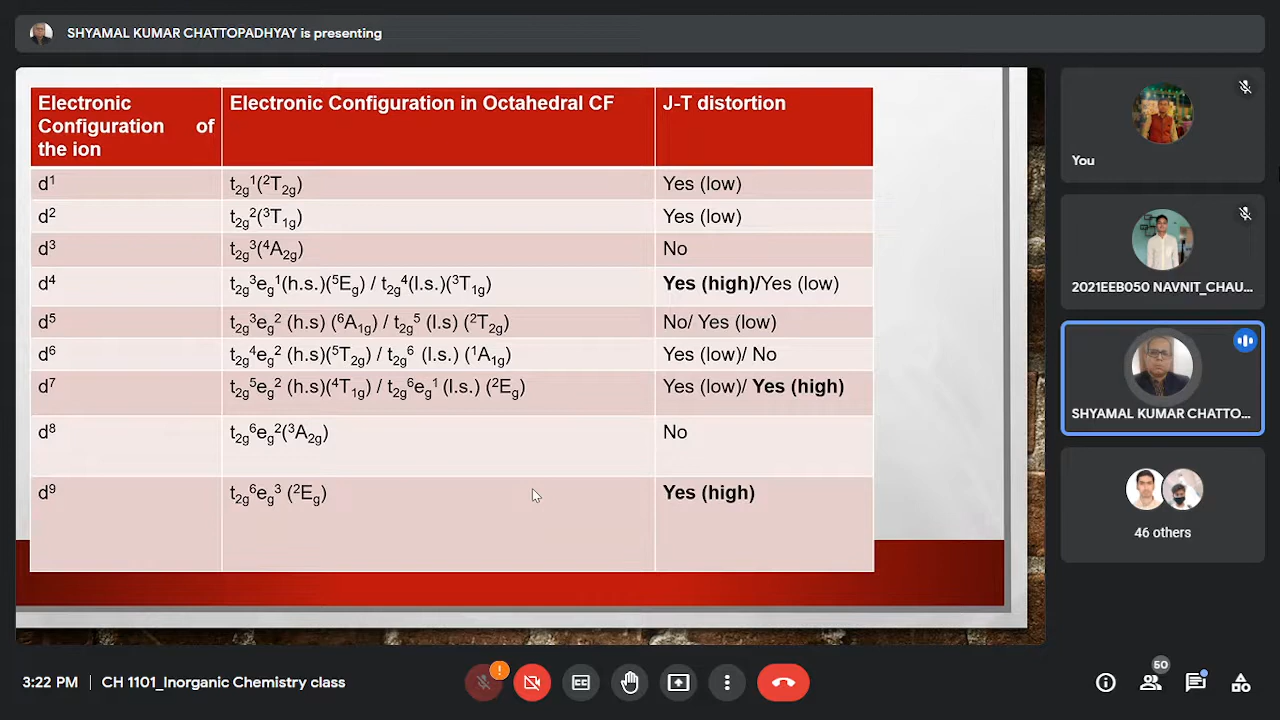 SHYAMAL KUMAR CHATTOPADHYAY is presenting
Electronic Configuration of the ion
Electronic Configuration in Octahedral CF
J-T distortion
d¹
t₂g¹(²T₂g)
Yes (low)
d²
t₂g²(³T₁g)
Yes (low)
d³
t₂g³(⁴A₂g)
No
d⁴
t₂g³eg¹(h.s.)(⁵Eg) / t₂g⁴(l.s.)(³T₁g)
Yes (high)/Yes (low)
d⁵
t₂g³eg² (h.s) (⁶A₁g) / t₂g⁵ (l.s) (²T₂g)
No/ Yes (low)
d⁶
t₂g⁴eg² (h.s)(⁵T₂g) / t₂g⁶ (l.s.) (¹A₁g)
Yes (low)/ No
d⁷
t₂g⁵eg² (h.s)(⁴T₁g) / t₂g⁶eg¹ (l.s.) (²Eg)
Yes (low)/ Yes (high)
d⁸
t₂g⁶eg²(³A₂g)
No
d⁹
t₂g⁶eg³ (²Eg)
Yes (high)
You
2021EEB050 NAVNIT_CHAU...
SHYAMAL KUMAR CHATTO...
46 others
3:22 PM | CH 1101_Inorganic Chemistry class
!
CC
50